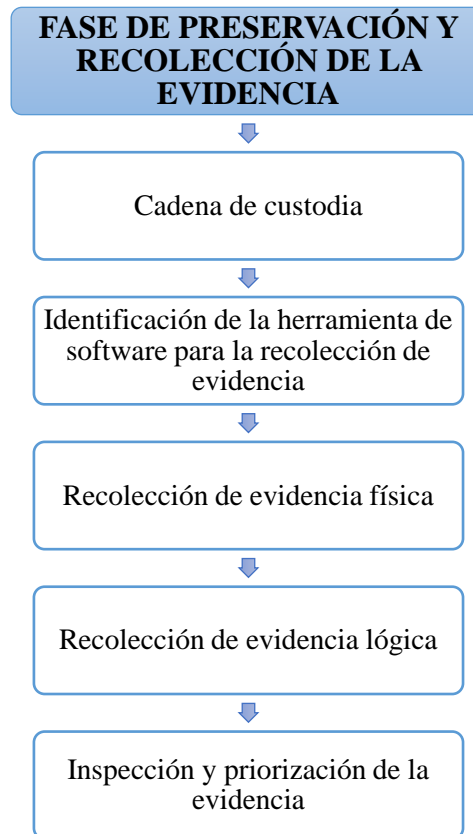 FASE DE PRESERVACIÓN Y
RECOLECCIÓN DE LA
EVIDENCIA
Cadena de custodia
Identificación de la herramienta de
software para la recolección de
evidencia
Recolección de evidencia física
Recolección de evidencia lógica
Inspección y priorización de la
evidencia